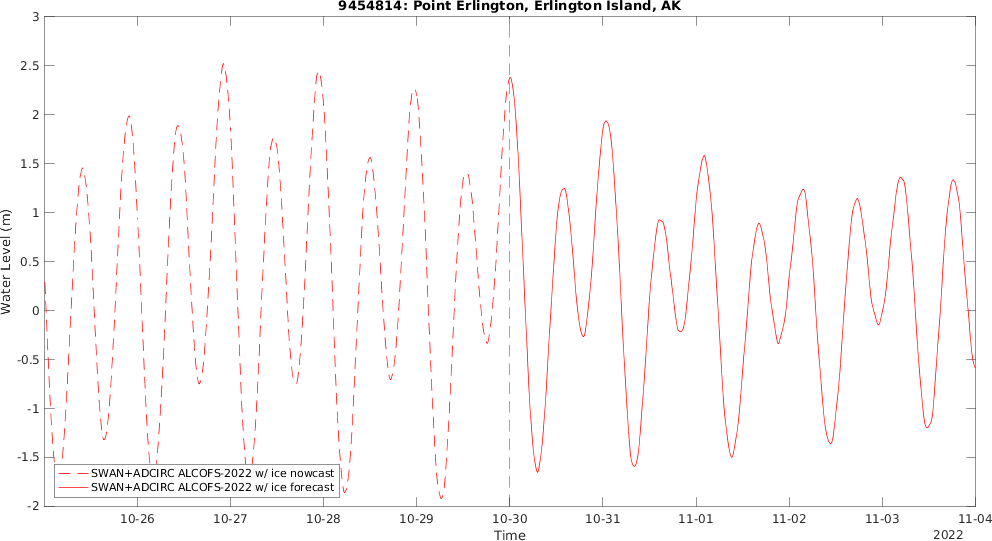 9454814: Point Erlington, Erlington Island, AK
3
2.5
2
1.5
1
0.5
0
-0.5
-1
-1.5
-2
Water Level (m)
SWAN+ADCIRC ALCOFS-2022 w/ ice nowcast
SWAN+ADCIRC ALCOFS-2022 w/ ice forecast
10-26 10-27 10-28 10-29 10-30 10-31 11-01 11-02 11-03 11-04
Time
2022